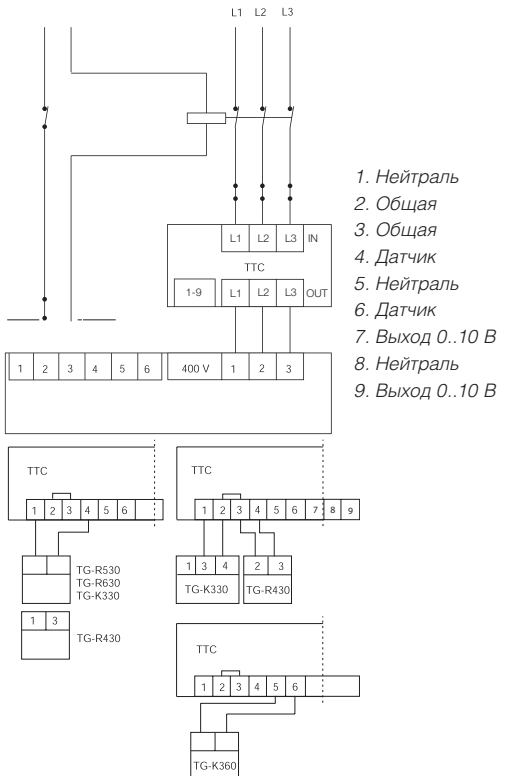 L1 L2 L3
1. Нейтраль
2. Общая
3. Общая
4. Датчик
5. Нейтраль
6. Датчик
7. Выход 0..10 В
8. Нейтраль
9. Выход 0..10 В
L1 L2 L3 IN
TTC
1-9 L1 L2 L3 OUT
1 2 3 4 5 6 400 V 1 2 3
TTC
1 2 3 4 5 6
TG-R530
TG-R630
TG-K330
1 3
TG-R430
TTC
1 2 3 4 5 6 7 8 9
1 3 4
TG-K330
2 3
TG-R430
TTC
1 2 3 4 5 6
TG-K360